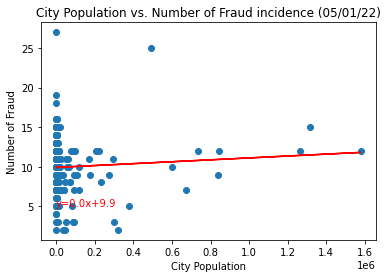 City Population vs. Number of Fraud incidence (05/01/22)
Number of Fraud
25
20
15
10
5
y=0.0x+9.9
0.0 0.2 0.4 0.6 0.8 1.0 1.2 1.4 1.6
1e6
City Population